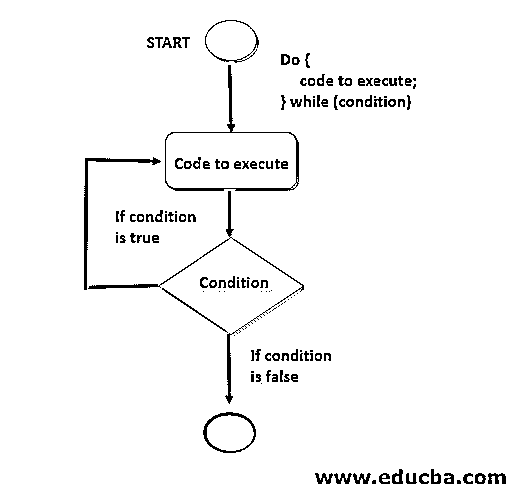 START
Do {
code to execute;
} while (condition)
Code to execute
If condition
is true
Condition
If condition
is false
www.educba.com